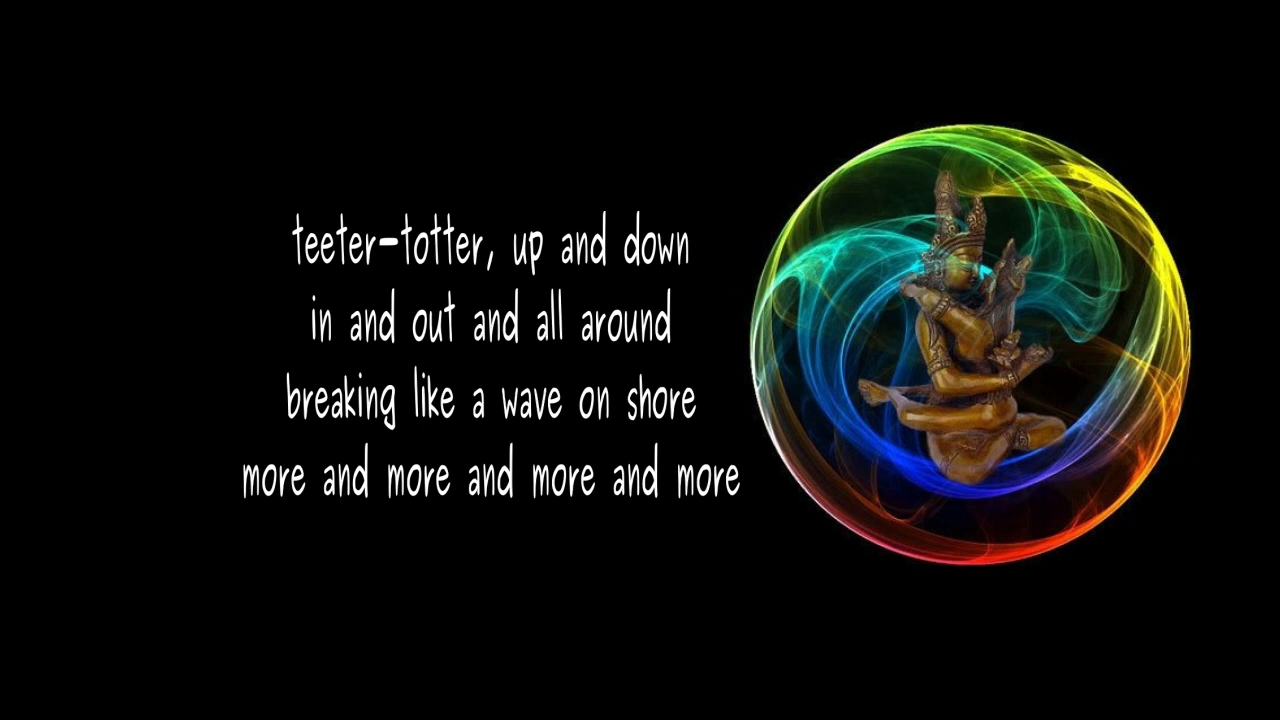 teeter-totter, up and down
in and out and all around
breaking like a wave on shore
more and more and more and more